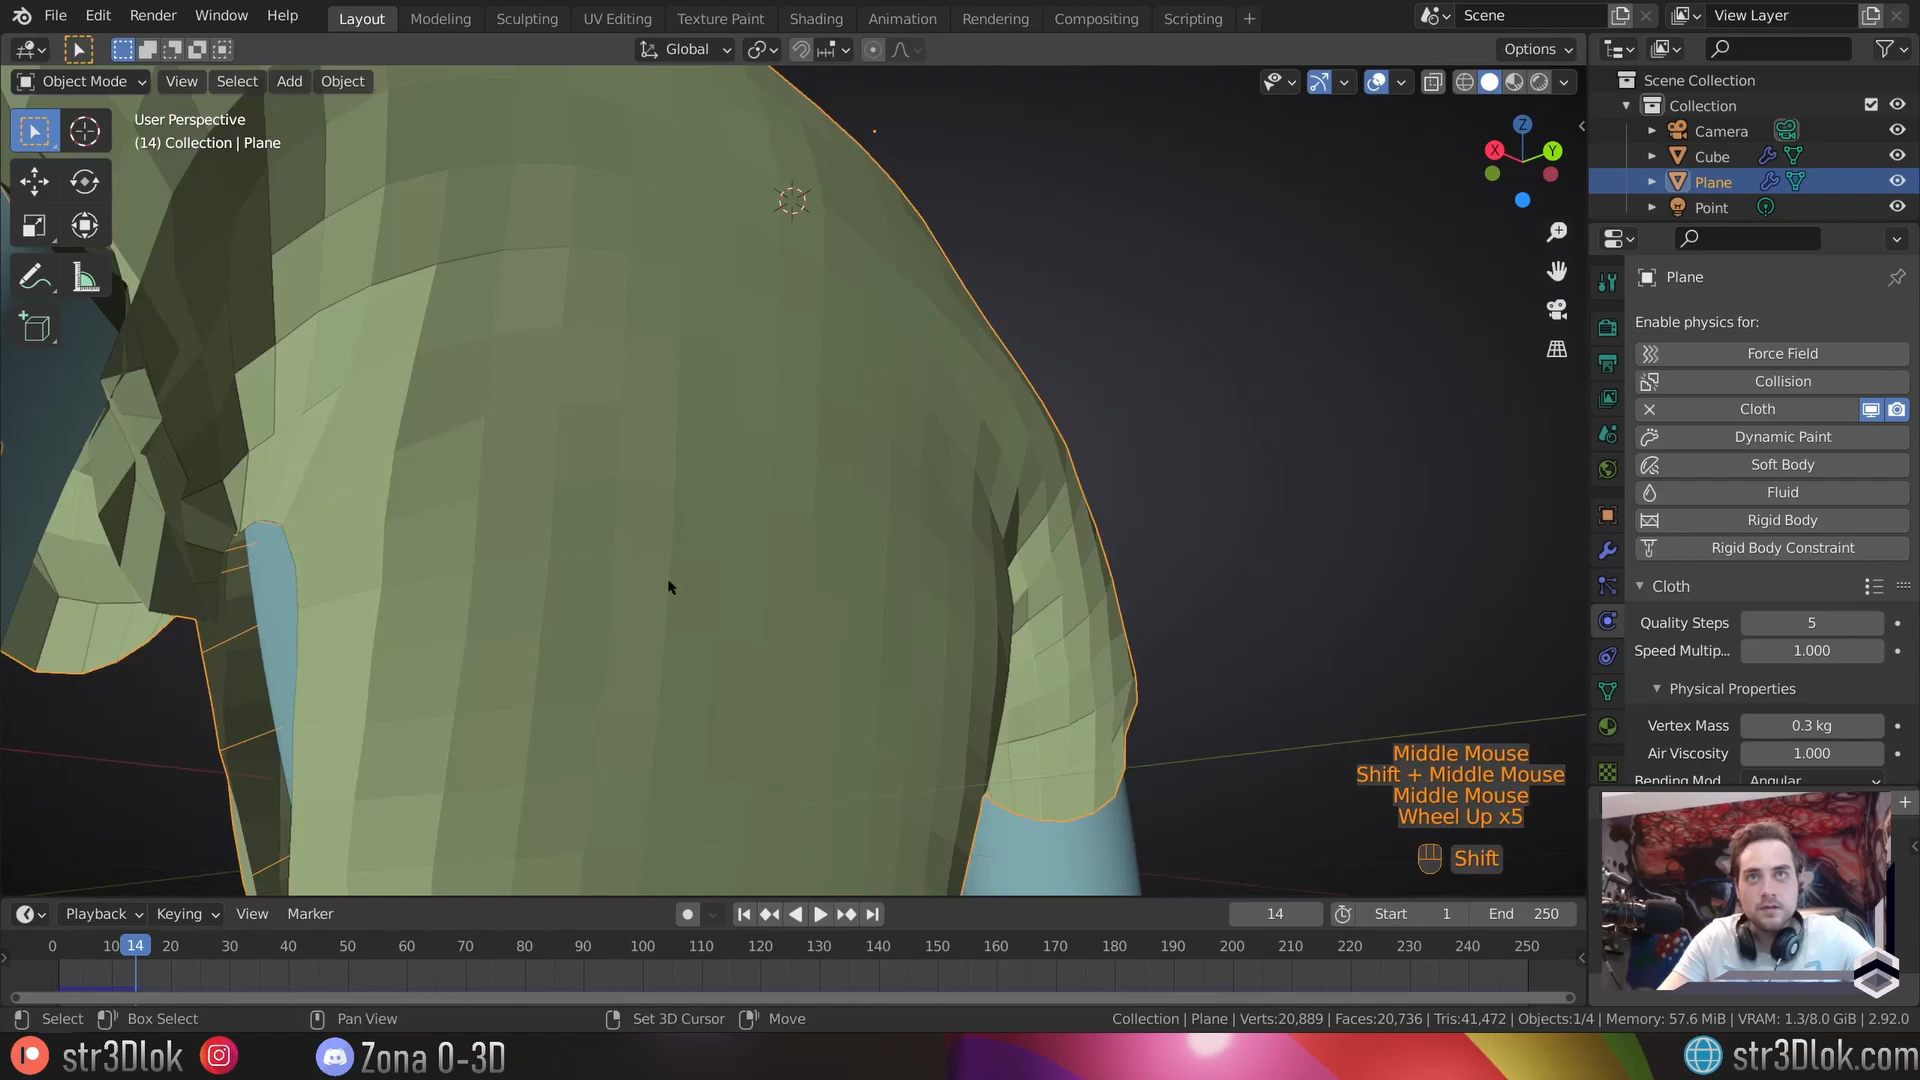 File Edit Render Window Help Layout Modeling Sculpting UV Editing Texture Paint Shading Animation Rendering Compositing Scripting + Scene View Layer
Global Options
Object Mode View Select Add Object
User Perspective
(14) Collection | Plane
Z
X
Y
Scene Collection
Collection
Camera
Cube
Plane
Point
Plane
Enable physics for:
Force Field
Collision
Cloth
Dynamic Paint
Soft Body
Fluid
Rigid Body
Rigid Body Constraint
Cloth
Quality Steps 5
Speed Multip... 1.000
Physical Properties
Vertex Mass 0.3 kg
Air Viscosity 1.000
Bending Mod Angular
Middle Mouse
Shift + Middle Mouse
Middle Mouse
Wheel Up x5
Shift
Playback Keying View Marker 14 Start 1 End 250
0 10 14 20 30 40 50 60 70 80 90 100 110 120 130 140 150 160 170 180 190 200 210 220 230 240 250
Select Box Select Pan View Set 3D Cursor Move Collection | Plane | Verts:20,889 | Faces:20,736 | Tris:41,472 | Objects:1/4 | Memory: 57.6 MiB | VRAM: 1.3/8.0 GiB | 2.92.0
str3Dlok Zona 0-3D str3Dlok.com